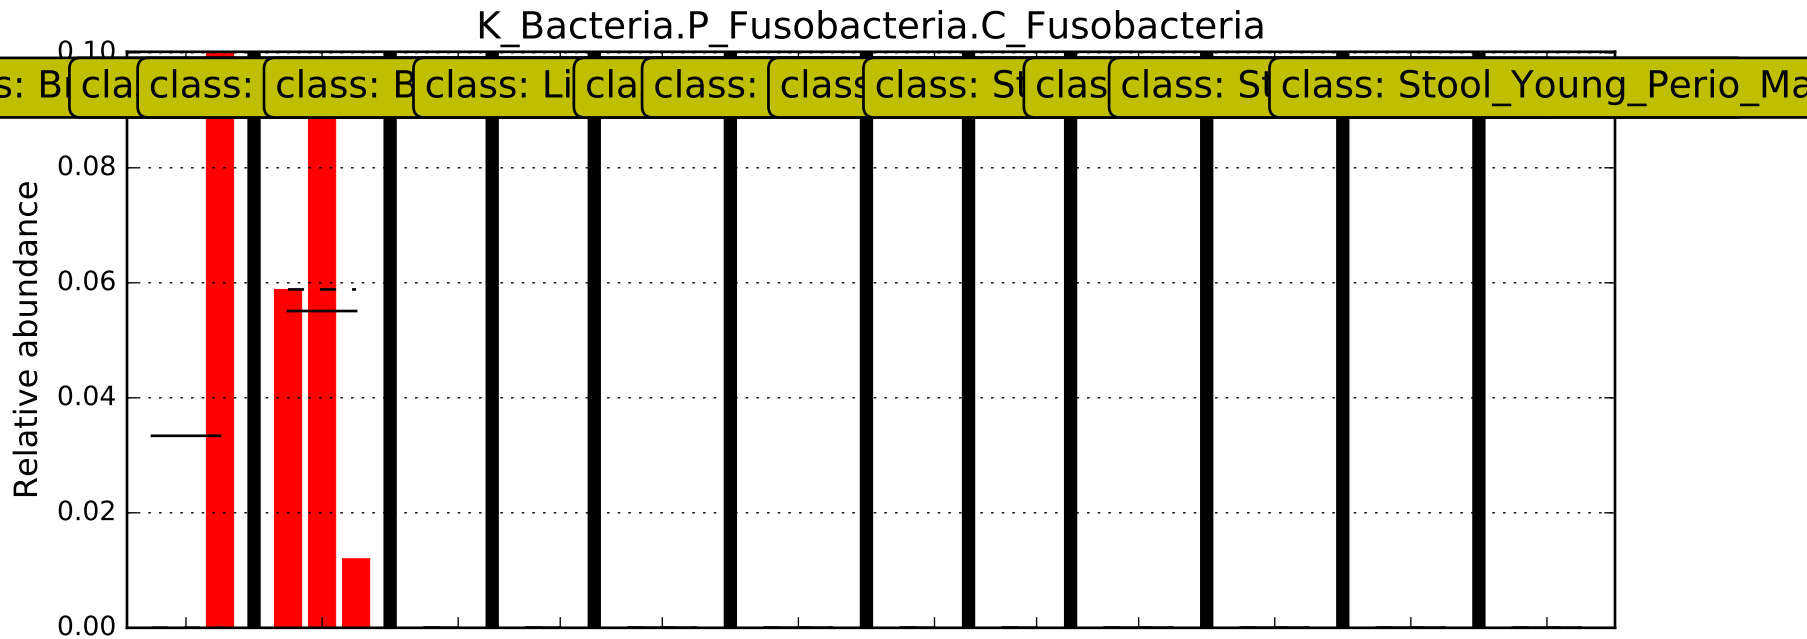 K_Bacteria.P_Fusobacteria.C_Fusobacteria
0.10
s: B cla class: class: B class: Li cla class: class class: St clas class: St class: Stool_Young_Perio_Ma
0.08
0.06
0.04
0.02
0.00
Relative abundance